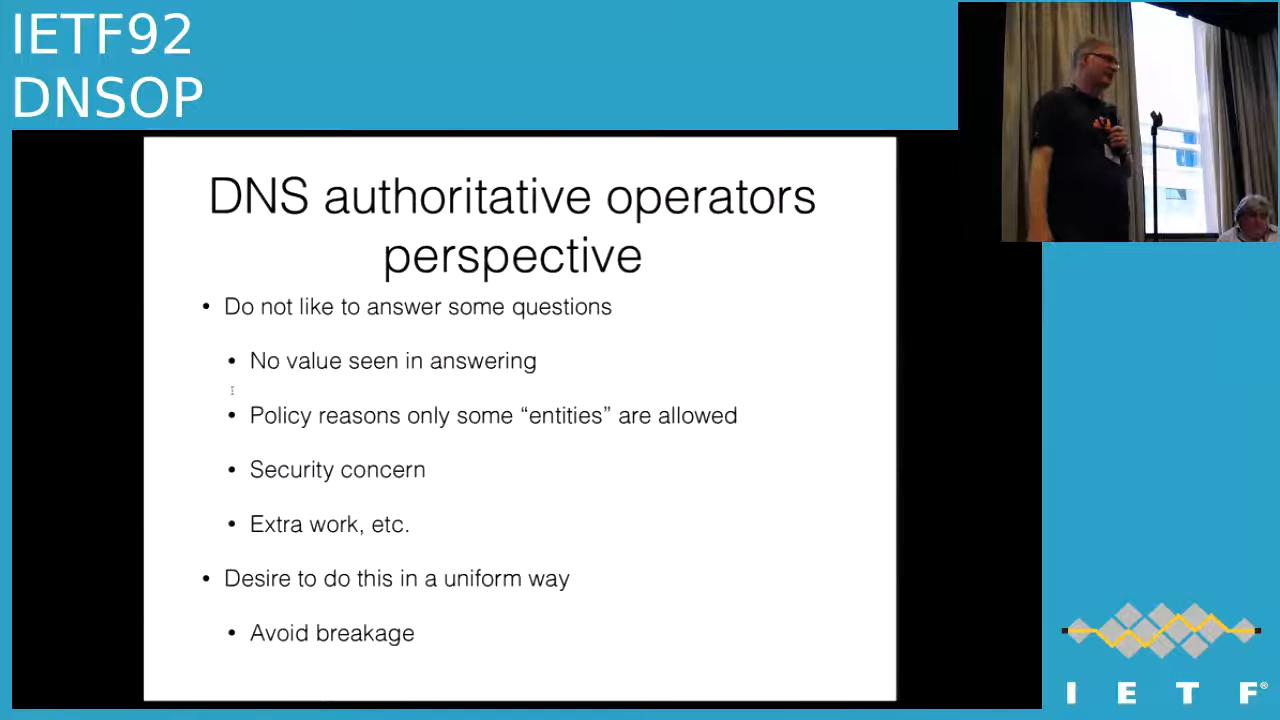 IETF92
DNSOP
DNS authoritative operators
perspective
• Do not like to answer some questions
• No value seen in answering
• Policy reasons only some “entities” are allowed
• Security concern
• Extra work, etc.
• Desire to do this in a uniform way
• Avoid breakage
I E T F®